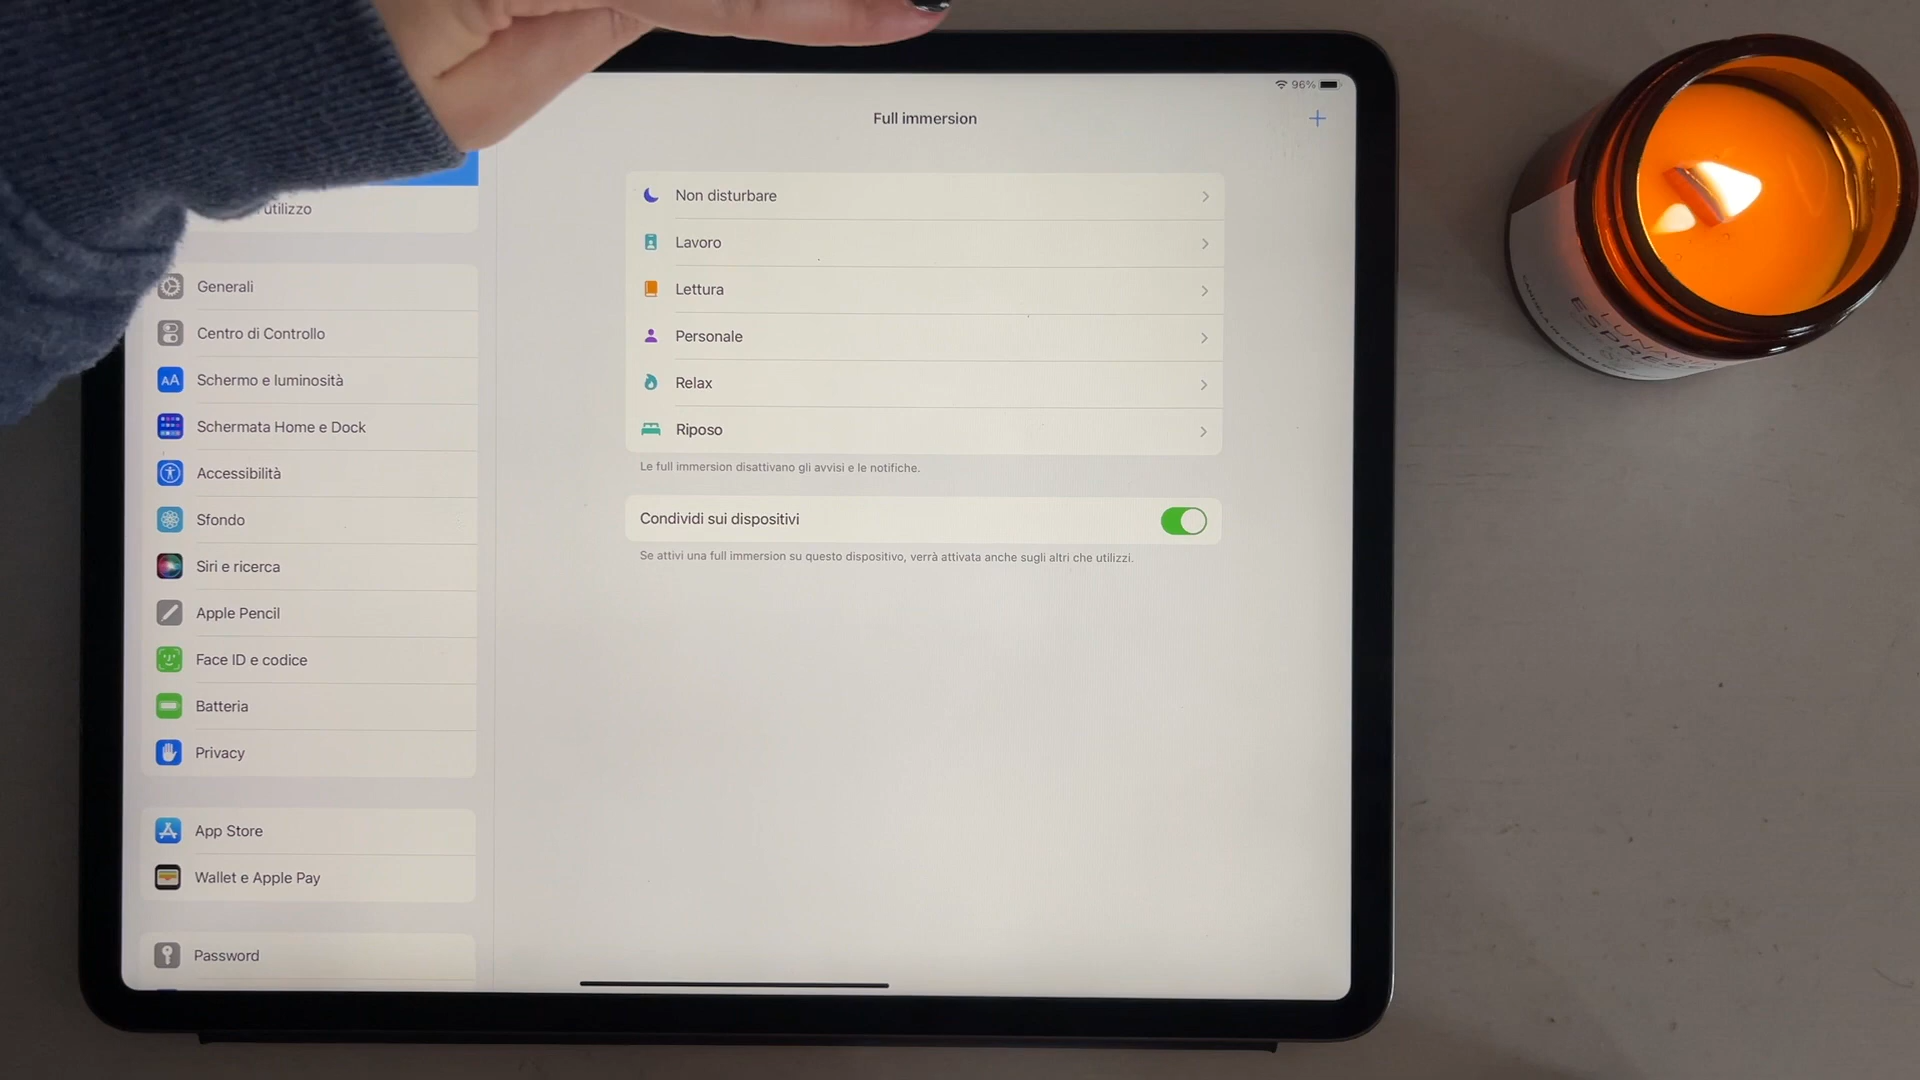 96%
Full immersion
utilizzo
Generali
Centro di Controllo
AA
Schermo e luminosità
Schermata Home e Dock
Accessibilità
Sfondo
Siri e ricerca
Apple Pencil
Face ID e codice
Batteria
Privacy
App Store
Wallet e Apple Pay
Password
Non disturbare
Lavoro
Lettura
Personale
Relax
Riposo
Le full immersion disattivano gli avvisi e le notifiche.
Condividi sui dispositivi
Se attivi una full immersion su questo dispositivo, verrà attivata anche sugli altri che utilizzi.